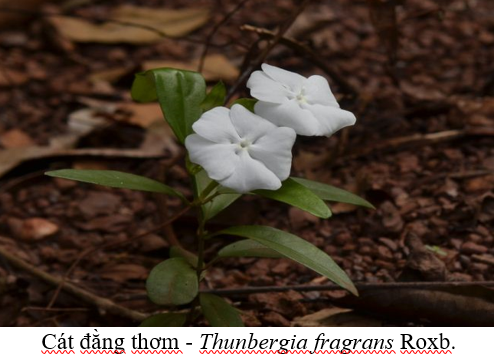 Cát đằng thơm - Thunbergia fragrans Roxb.